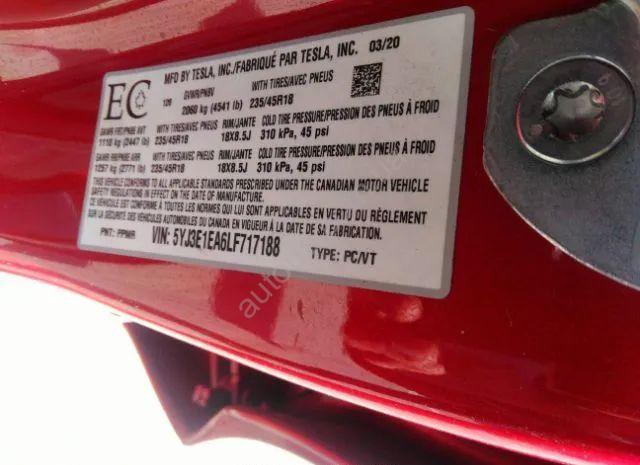 MFD BY TESLA, INC./FABRIQUÉ PAR TESLA, INC. 03/20
EC
126
GVWR/PNBV
2060 kg (4541 lb)
WITH TIRES/AVEC PNEUS
235/45R18
GAWR FRT/PNBE AVT
1110 kg (2447 lb)
WITH TIRES/AVEC PNEUS
235/45R18
RIM/JANTE
18X8.5J
COLD TIRE PRESSURE/PRESSION DES PNEUS À FROID
310 kPa, 45 psi
GAWR RR/PNBE ARR
1257 kg (2771 lb)
WITH TIRES/AVEC PNEUS
235/45R18
RIM/JANTE
18X8.5J
COLD TIRE PRESSURE/PRESSION DES PNEUS À FROID
310 kPa, 45 psi
THIS VEHICLE CONFORMS TO ALL APPLICABLE STANDARDS PRESCRIBED UNDER THE CANADIAN MOTOR VEHICLE
SAFETY REGULATIONS IN EFFECT ON THE DATE OF MANUFACTURE.
CE VÉHICULE EST CONFORME À TOUTES LES NORMES QUI LUI SONT APPLICABLES EN VERTU DU RÈGLEMENT
SUR LA SÉCURITÉ DES VÉHICULES AUTOMOBILES DU CANADA EN VIGUEUR À LA DATE DE SA FABRICATION.
PNT: PPMR
VIN: 5YJ3E1EA6LF717188
TYPE: PC/VT